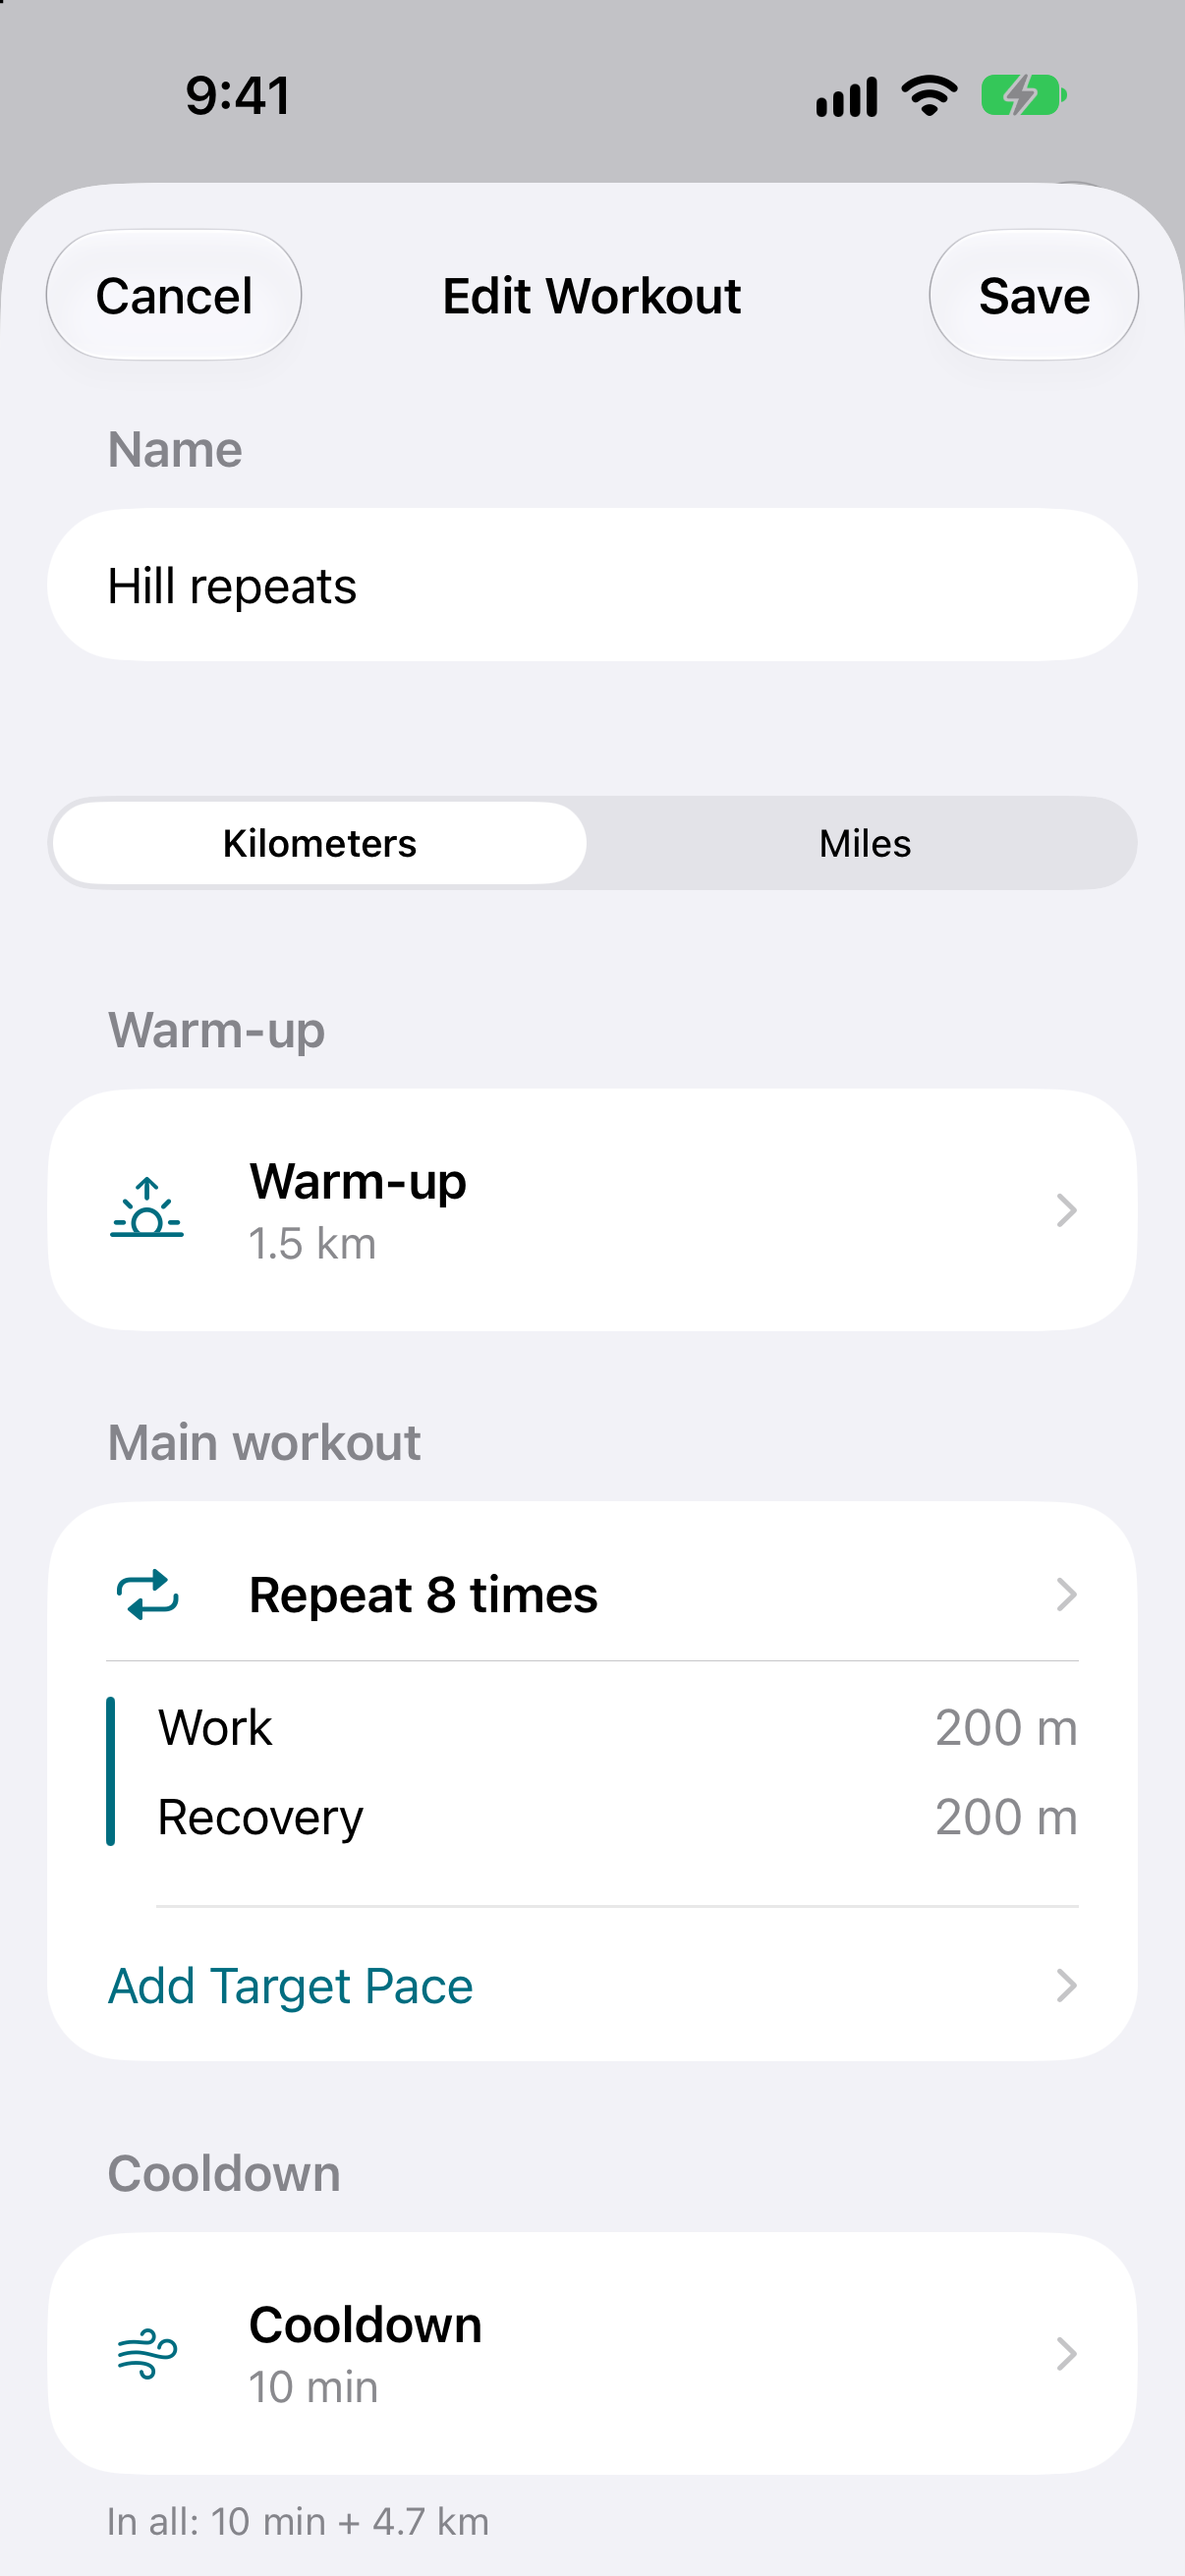 9:41
Cancel
Edit Workout
Save
Name
Hill repeats
Kilometers
Miles
Warm-up
Warm-up
1.5 km
Main workout
Repeat 8 times
Work
200 m
Recovery
200 m
Add Target Pace
Cooldown
Cooldown
10 min
In all: 10 min + 4.7 km